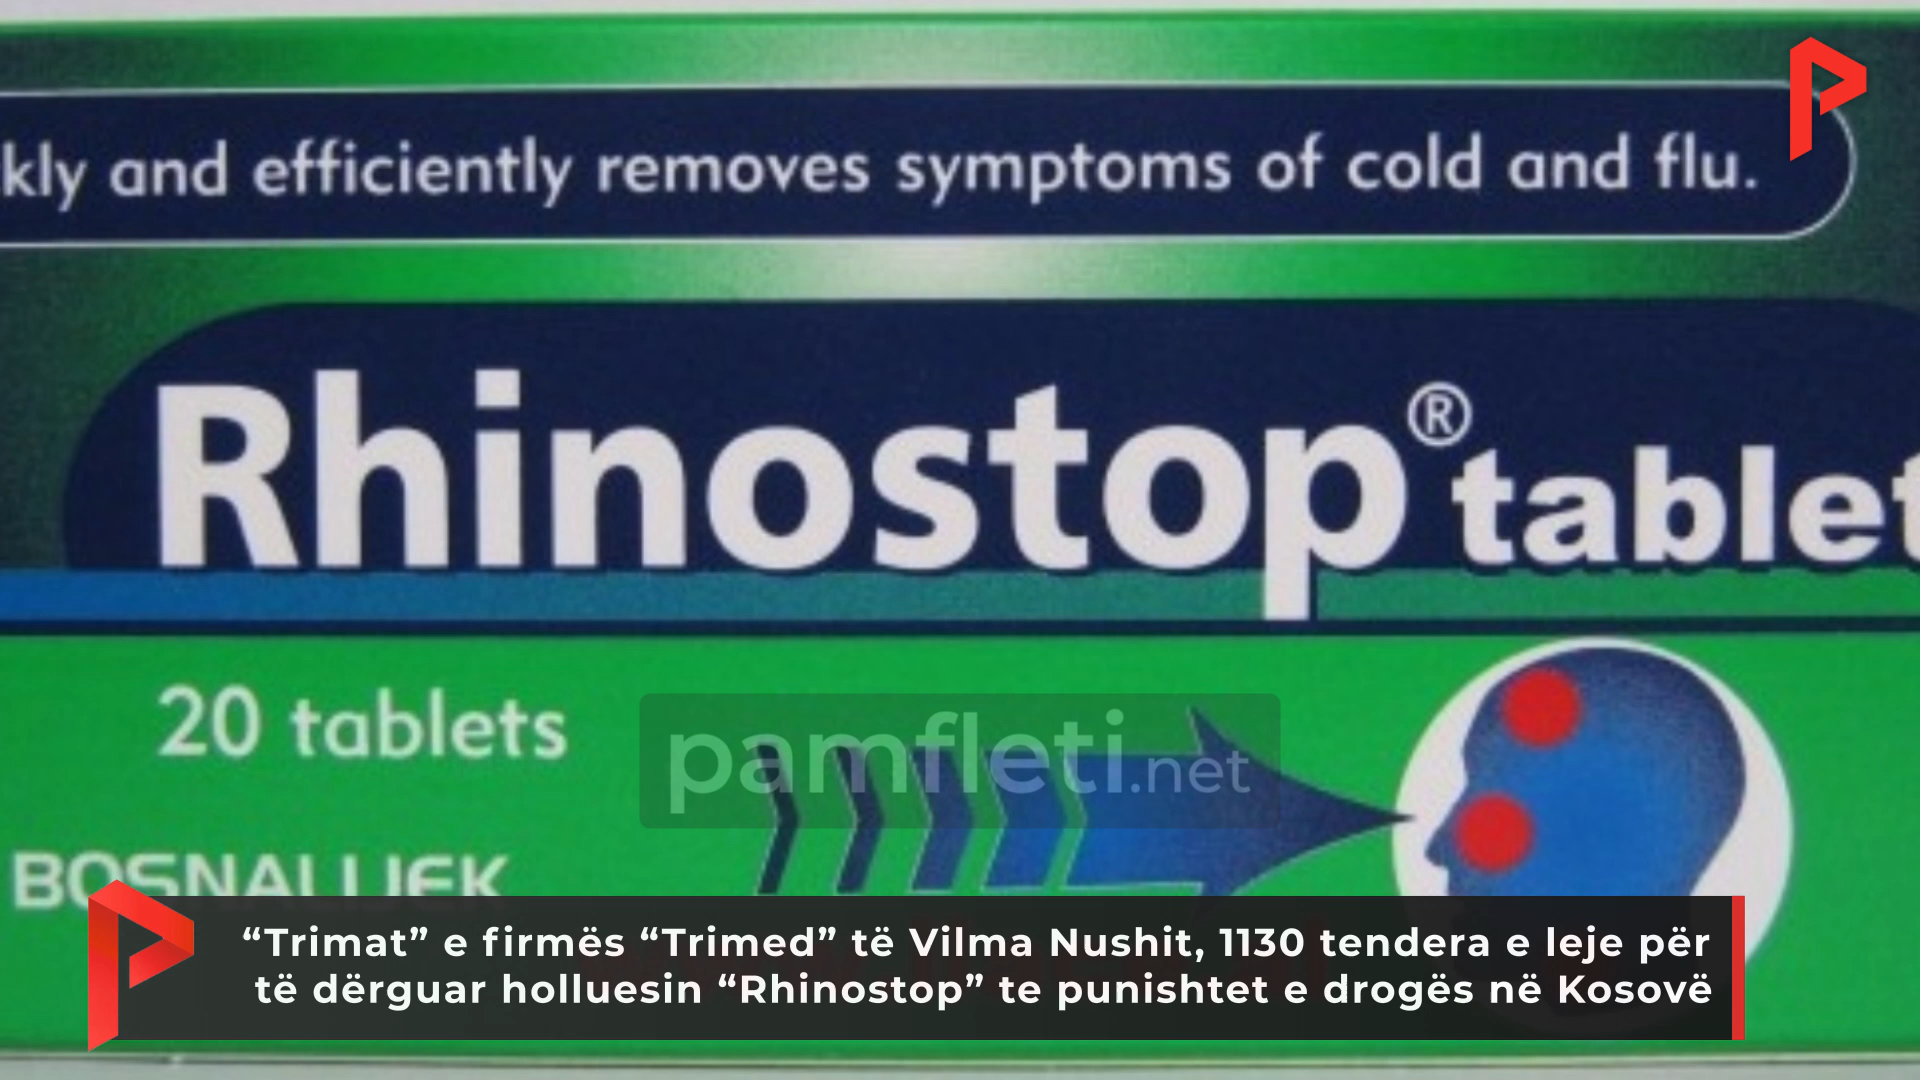 kly and efficiently removes symptoms of cold and flu.
Rhinostop® tablet
20 tablets
pamfleti.net
BOSNALIJEK
“Trimat” e firmës “Trimed” të Vilma Nushit, 1130 tendera e leje për
të dërguar holluesin “Rhinostop” te punishtet e drogës në Kosovë